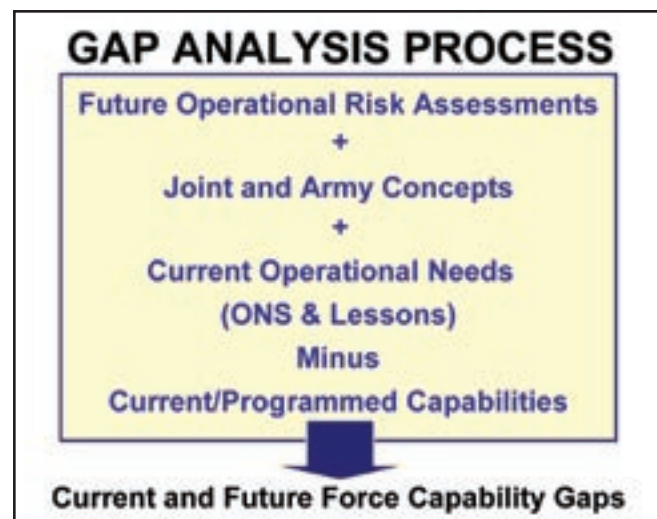 GAP ANALYSIS PROCESS
Future Operational Risk Assessments
+
Joint and Army Concepts
+
Current Operational Needs
(ONS & Lessons)
Minus
Current/Programmed Capabilities
Current and Future Force Capability Gaps